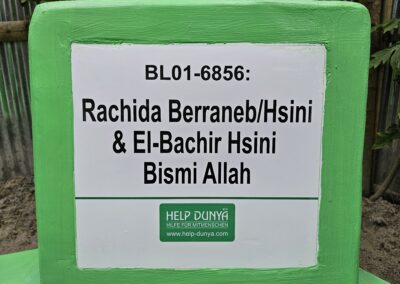 BL01-6856:
Rachida Berraneb/Hsini
& El-Bachir Hsini
Bismi Allah
HELP DUNYA
HILFE FÜR MITMENSCHEN
www.help-dunya.com